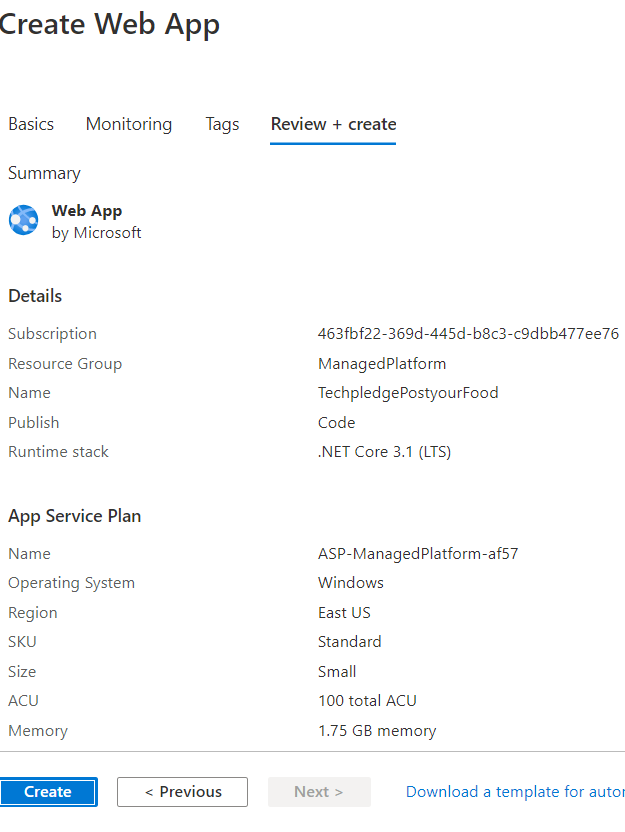 Create Web App
Basics Monitoring Tags Review + create
Summary
Web App
by Microsoft
Details
Subscription 463fbf22-369d-445d-b8c3-c9dbb477ee76
Resource Group ManagedPlatform
Name TechpledgePostyourFood
Publish Code
Runtime stack .NET Core 3.1 (LTS)
App Service Plan
Name ASP-ManagedPlatform-af57
Operating System Windows
Region East US
SKU Standard
Size Small
ACU 100 total ACU
Memory 1.75 GB memory
Create < Previous Next > Download a template for